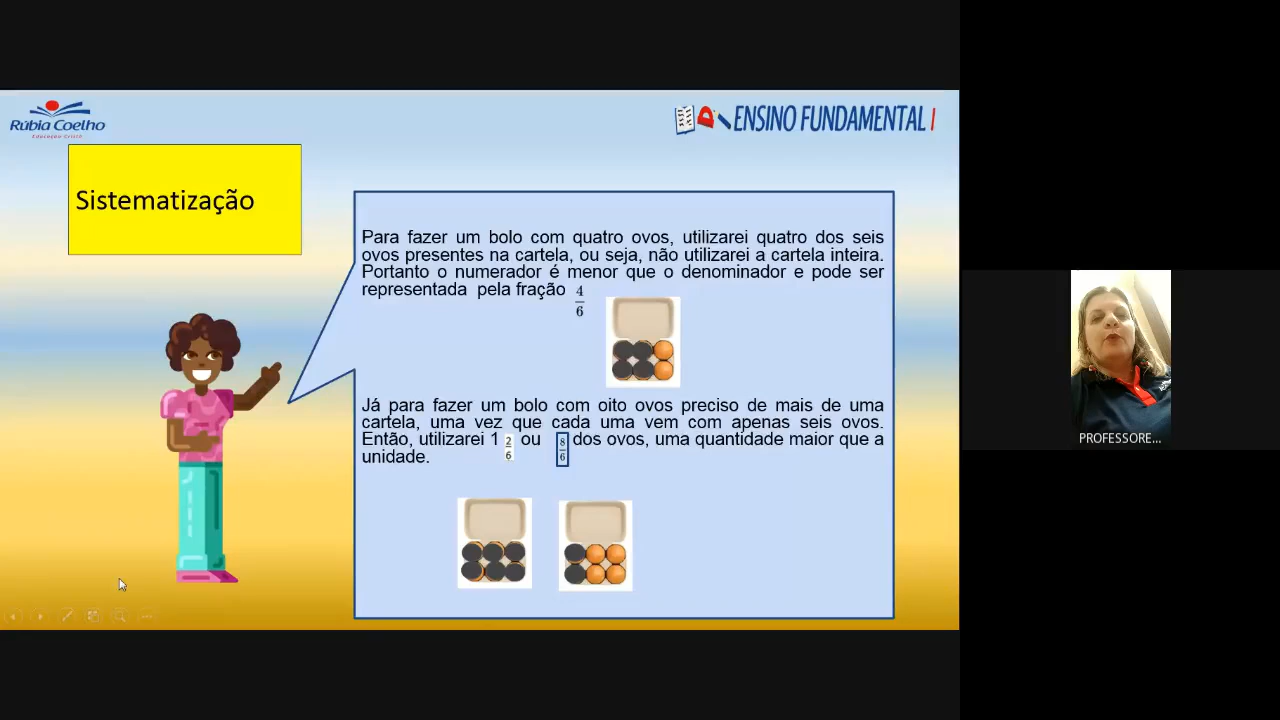 Rúbia Coelho
Educação Cristã
ENSINO FUNDAMENTAL I
Sistematização
Para fazer um bolo com quatro ovos, utilizarei quatro dos seis
ovos presentes na cartela, ou seja, não utilizarei a cartela inteira.
Portanto o numerador é menor que o denominador e pode ser
representada pela fração 4/6
Já para fazer um bolo com oito ovos preciso de mais de uma
cartela, uma vez que cada uma vem com apenas seis ovos.
Então, utilizarei 1 2/6 ou 8/6 dos ovos, uma quantidade maior que a
unidade.
PROFESSORE...